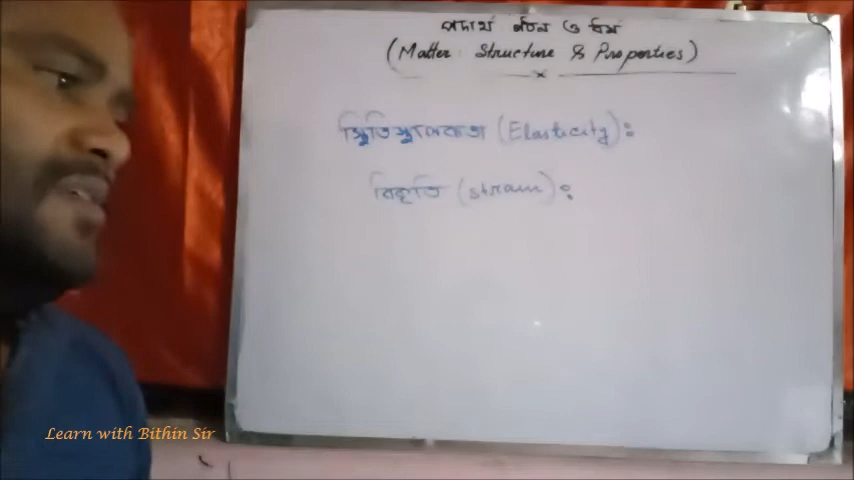 পদার্থ গঠন ও ধর্ম
(Matter: Structure & Properties)
স্থিতিস্থাপকতা (Elasticity):
বিকৃতি (strain):
Learn with Bithin Sir